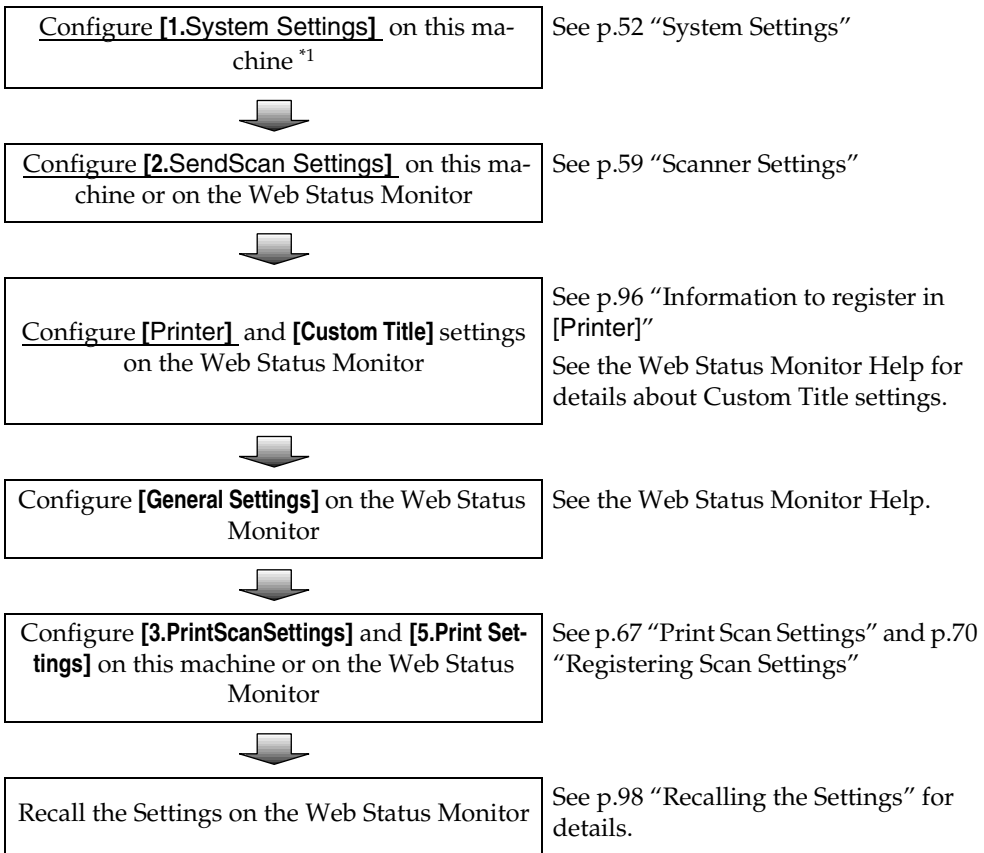 Configure [1.System Settings] on this ma-
chine *1
See p.52 “System Settings”
Configure [2.SendScan Settings] on this ma-
chine or on the Web Status Monitor
See p.59 “Scanner Settings”
Configure [Printer] and [Custom Title] settings
on the Web Status Monitor
See p.96 “Information to register in
[Printer]”
See the Web Status Monitor Help for
details about Custom Title settings.
Configure [General Settings] on the Web Status
Monitor
See the Web Status Monitor Help.
Configure [3.PrintScanSettings] and [5.Print Set-
tings] on this machine or on the Web Status
Monitor
See p.67 “Print Scan Settings” and p.70
“Registering Scan Settings”
Recall the Settings on the Web Status Monitor
See p.98 “Recalling the Settings” for
details.